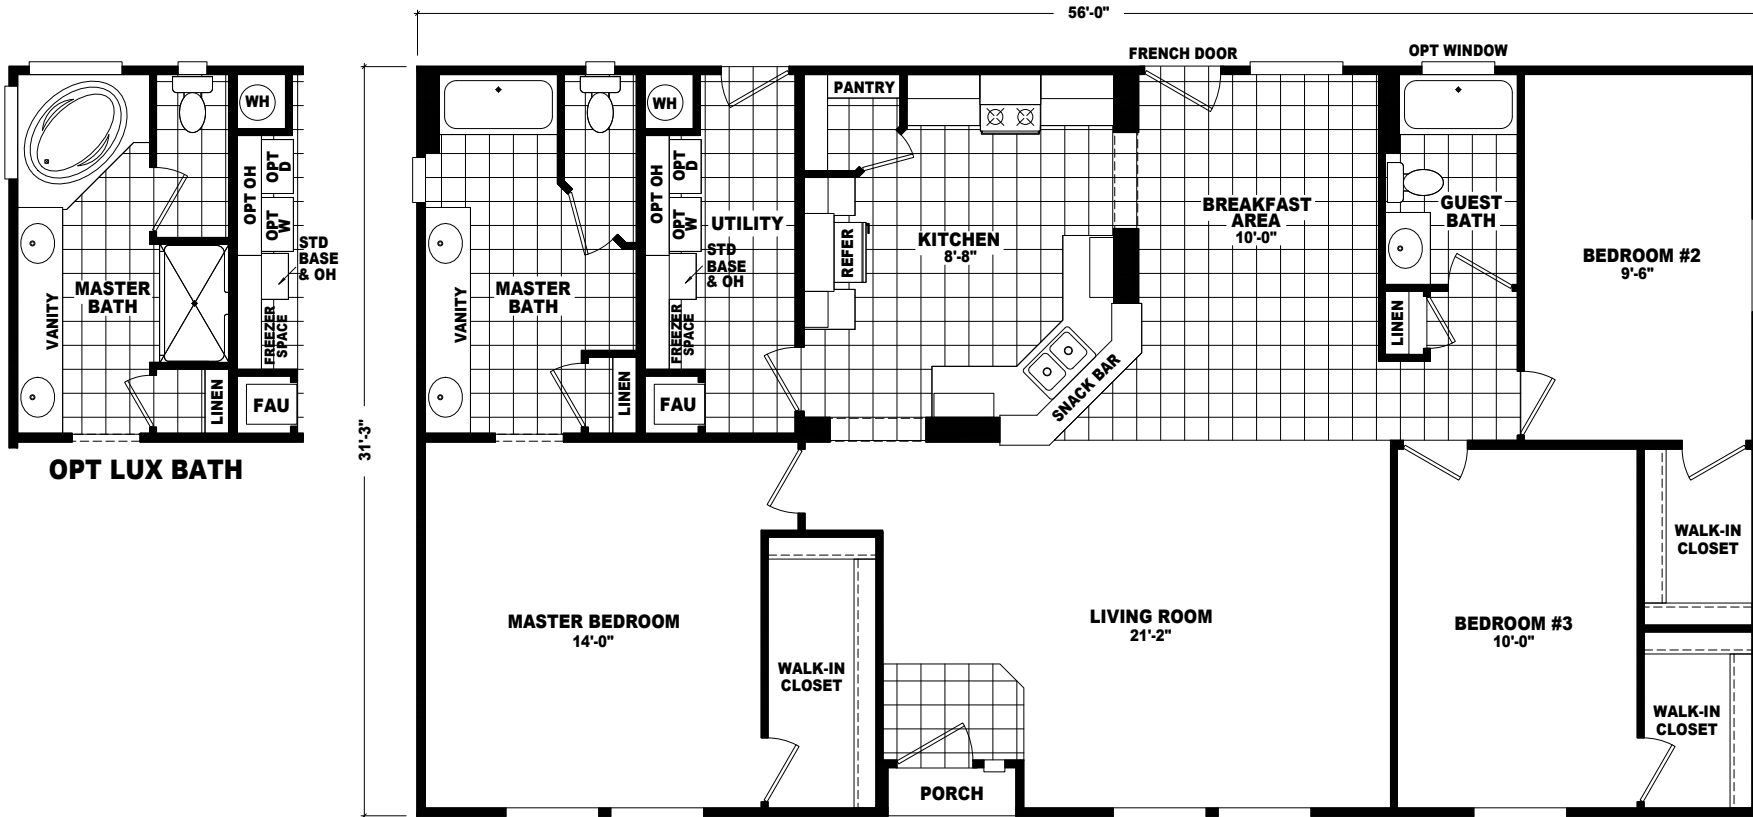 56'-0"
FRENCH DOOR
OPT WINDOW
WH
OPT OH
OPT
D
OPT
W
STD
BASE
& OH
MASTER
BATH
VANITY
FREEZER
SPACE
LINEN
FAU
OPT LUX BATH
31'-3"
WH
OPT OH
OPT
D
OPT
W
UTILITY
STD
BASE
& OH
MASTER
BATH
VANITY
FREEZER
SPACE
LINEN
FAU
PANTRY
REFER
KITCHEN
8'-8"
SNACK BAR
BREAKFAST
AREA
10'-0"
GUEST
BATH
LINEN
BEDROOM #2
9'-6"
WALK-IN
CLOSET
MASTER BEDROOM
14'-0"
WALK-IN
CLOSET
LIVING ROOM
21'-2"
BEDROOM #3
10'-0"
WALK-IN
CLOSET
PORCH